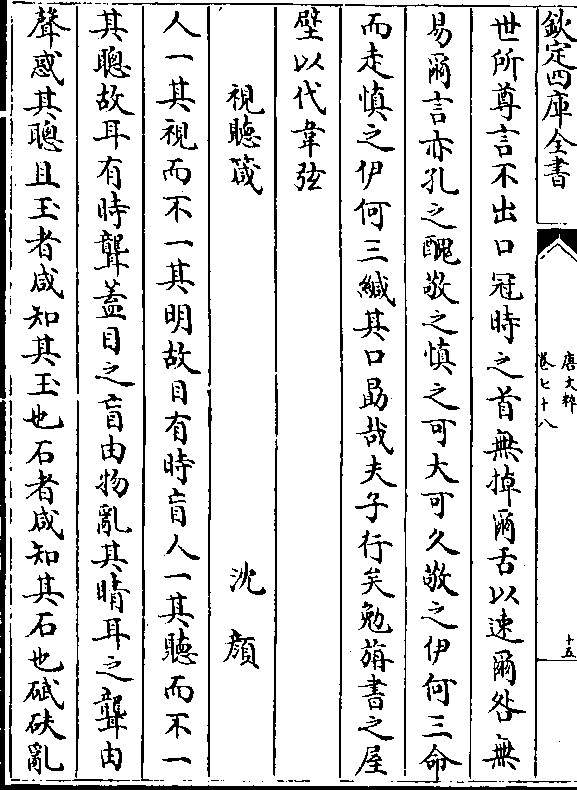 欽定四庫全書
唐文粹
卷七十八
十五
世所尊言不出口冠時之首無掉爾舌以速爾咎無
易爾言亦孔之醜敬之慎之可大可久敬之伊何三命
而走慎之伊何三緘其口勗哉夫子行矣勉旃書之屋
壁以代韋弦
視聽箴　沈顔
人一其視而不一其明故目有時盲人一其聽而不一
其聰故耳有時聾蓋目之盲由物亂其睛耳之聾由
聲惑其聰且玉者咸知其玉也石者咸知其石也碔砆亂